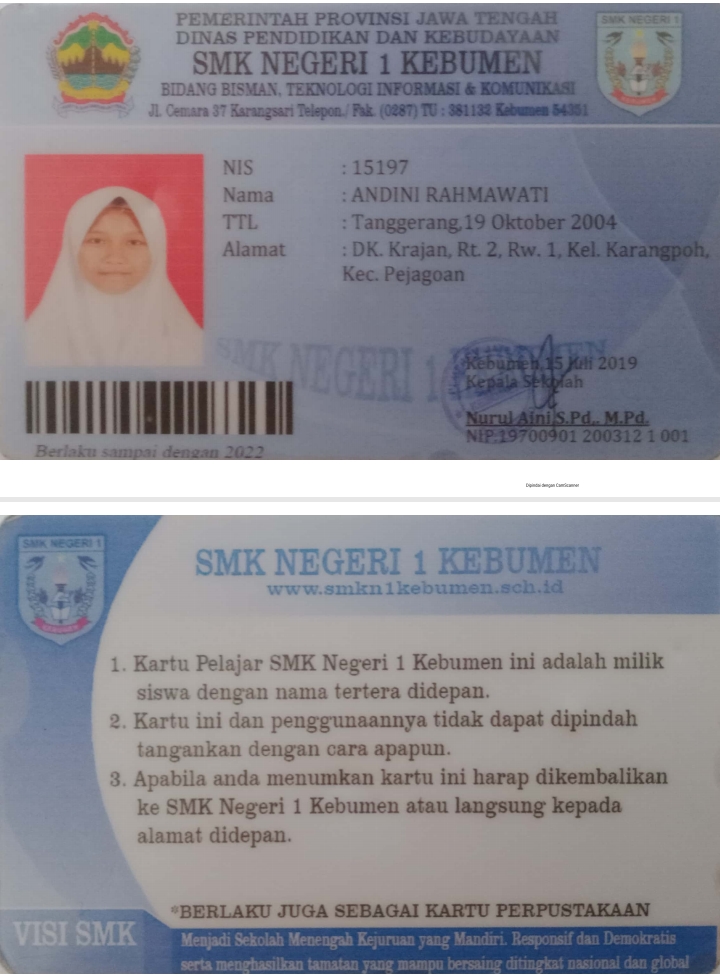 PEMERINTAH PROVINSI JAWA TENGAH
DINAS PENDIDIKAN DAN KEBUDAYAAN
SMK NEGERI 1 KEBUMEN
BIDANG BISMAN, TEKNOLOGI INFORMASI & KOMUNIKASI
Jl. Cemara 37 Karangsari Telepon./ Fak. (0287) TU : 381132 Kebumen 54351
SMK NEGERI 1
KEBUMEN
NIS : 15197
Nama : ANDINI RAHMAWATI
TTL : Tanggerang,19 Oktober 2004
Alamat : DK. Krajan, Rt. 2, Rw. 1, Kel. Karangpoh,
Kec. Pejagoan
SMK NEGERI 1 KEBUMEN
Kebumen,15 Juli 2019
Kepala Sekolah
Nurul Aini,S.Pd., M.Pd.
NIP.19700901 200312 1 001
Berlaku sampai dengan 2022
Dipindai dengan CamScanner
SMK NEGERI 1
KEBUMEN
SMK NEGERI 1 KEBUMEN
www.smkn1kebumen.sch.id
1. Kartu Pelajar SMK Negeri 1 Kebumen ini adalah milik
siswa dengan nama tertera didepan.
2. Kartu ini dan penggunaannya tidak dapat dipindah
tangankan dengan cara apapun.
3. Apabila anda menumkan kartu ini harap dikembalikan
ke SMK Negeri 1 Kebumen atau langsung kepada
alamat didepan.
*BERLAKU JUGA SEBAGAI KARTU PERPUSTAKAAN
VISI SMK
Menjadi Sekolah Menengah Kejuruan yang Mandiri. Responsif dan Demokratis
serta menghasilkan tamatan yang mampu bersaing ditingkat nasional dan global